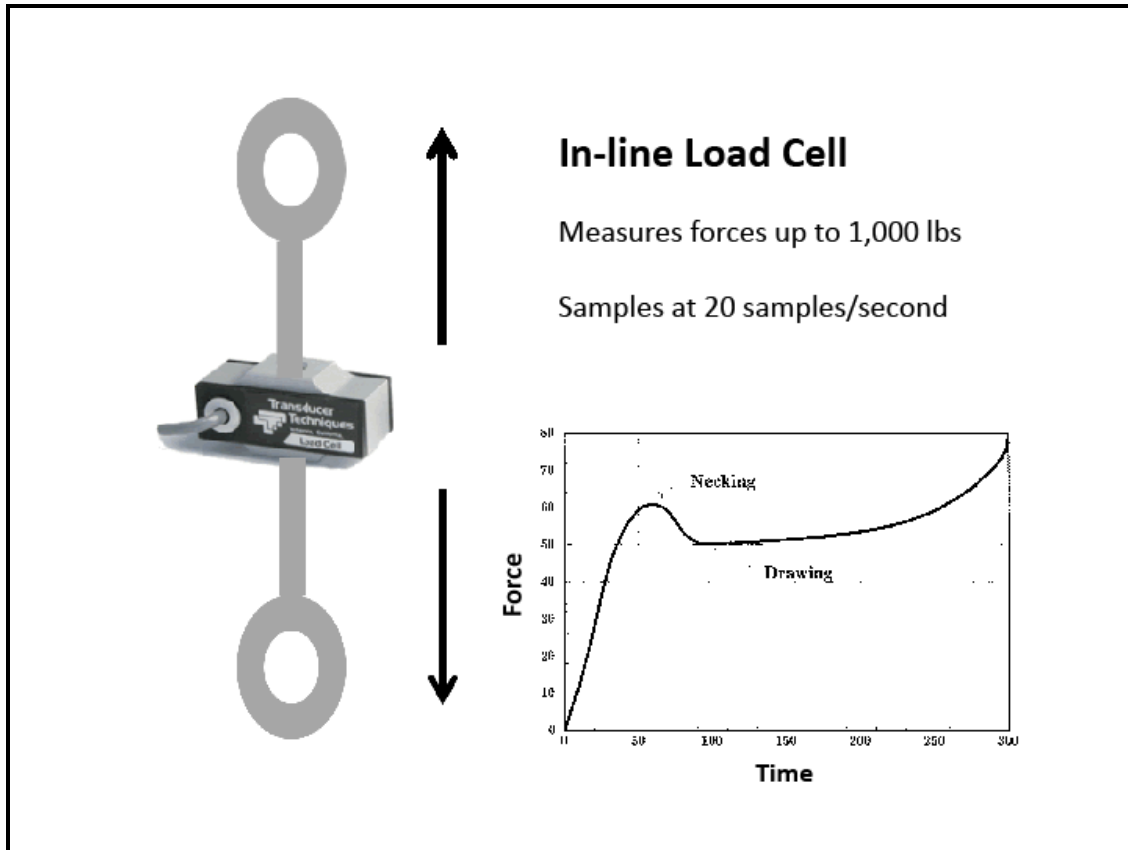 In-line Load Cell
Measures forces up to 1,000 lbs
Samples at 20 samples/second
Transducer
Techniques
Load Cell
80
70
60
50
40
30
20
10
0
Necking
Drawing
Force
0 50 100 150 200 250 300
Time